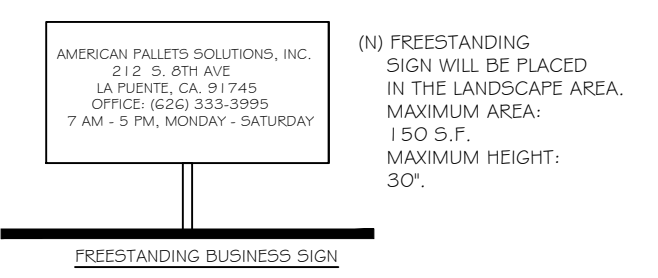 AMERICAN PALLETS SOLUTIONS, INC.
212 S. 8TH AVE
LA PUENTE, CA. 91745
OFFICE: (626) 333-3995
7 AM - 5 PM, MONDAY - SATURDAY
(N) FREESTANDING
SIGN WILL BE PLACED
IN THE LANDSCAPE AREA.
MAXIMUM AREA:
150 S.F.
MAXIMUM HEIGHT:
30".
FREESTANDING BUSINESS SIGN